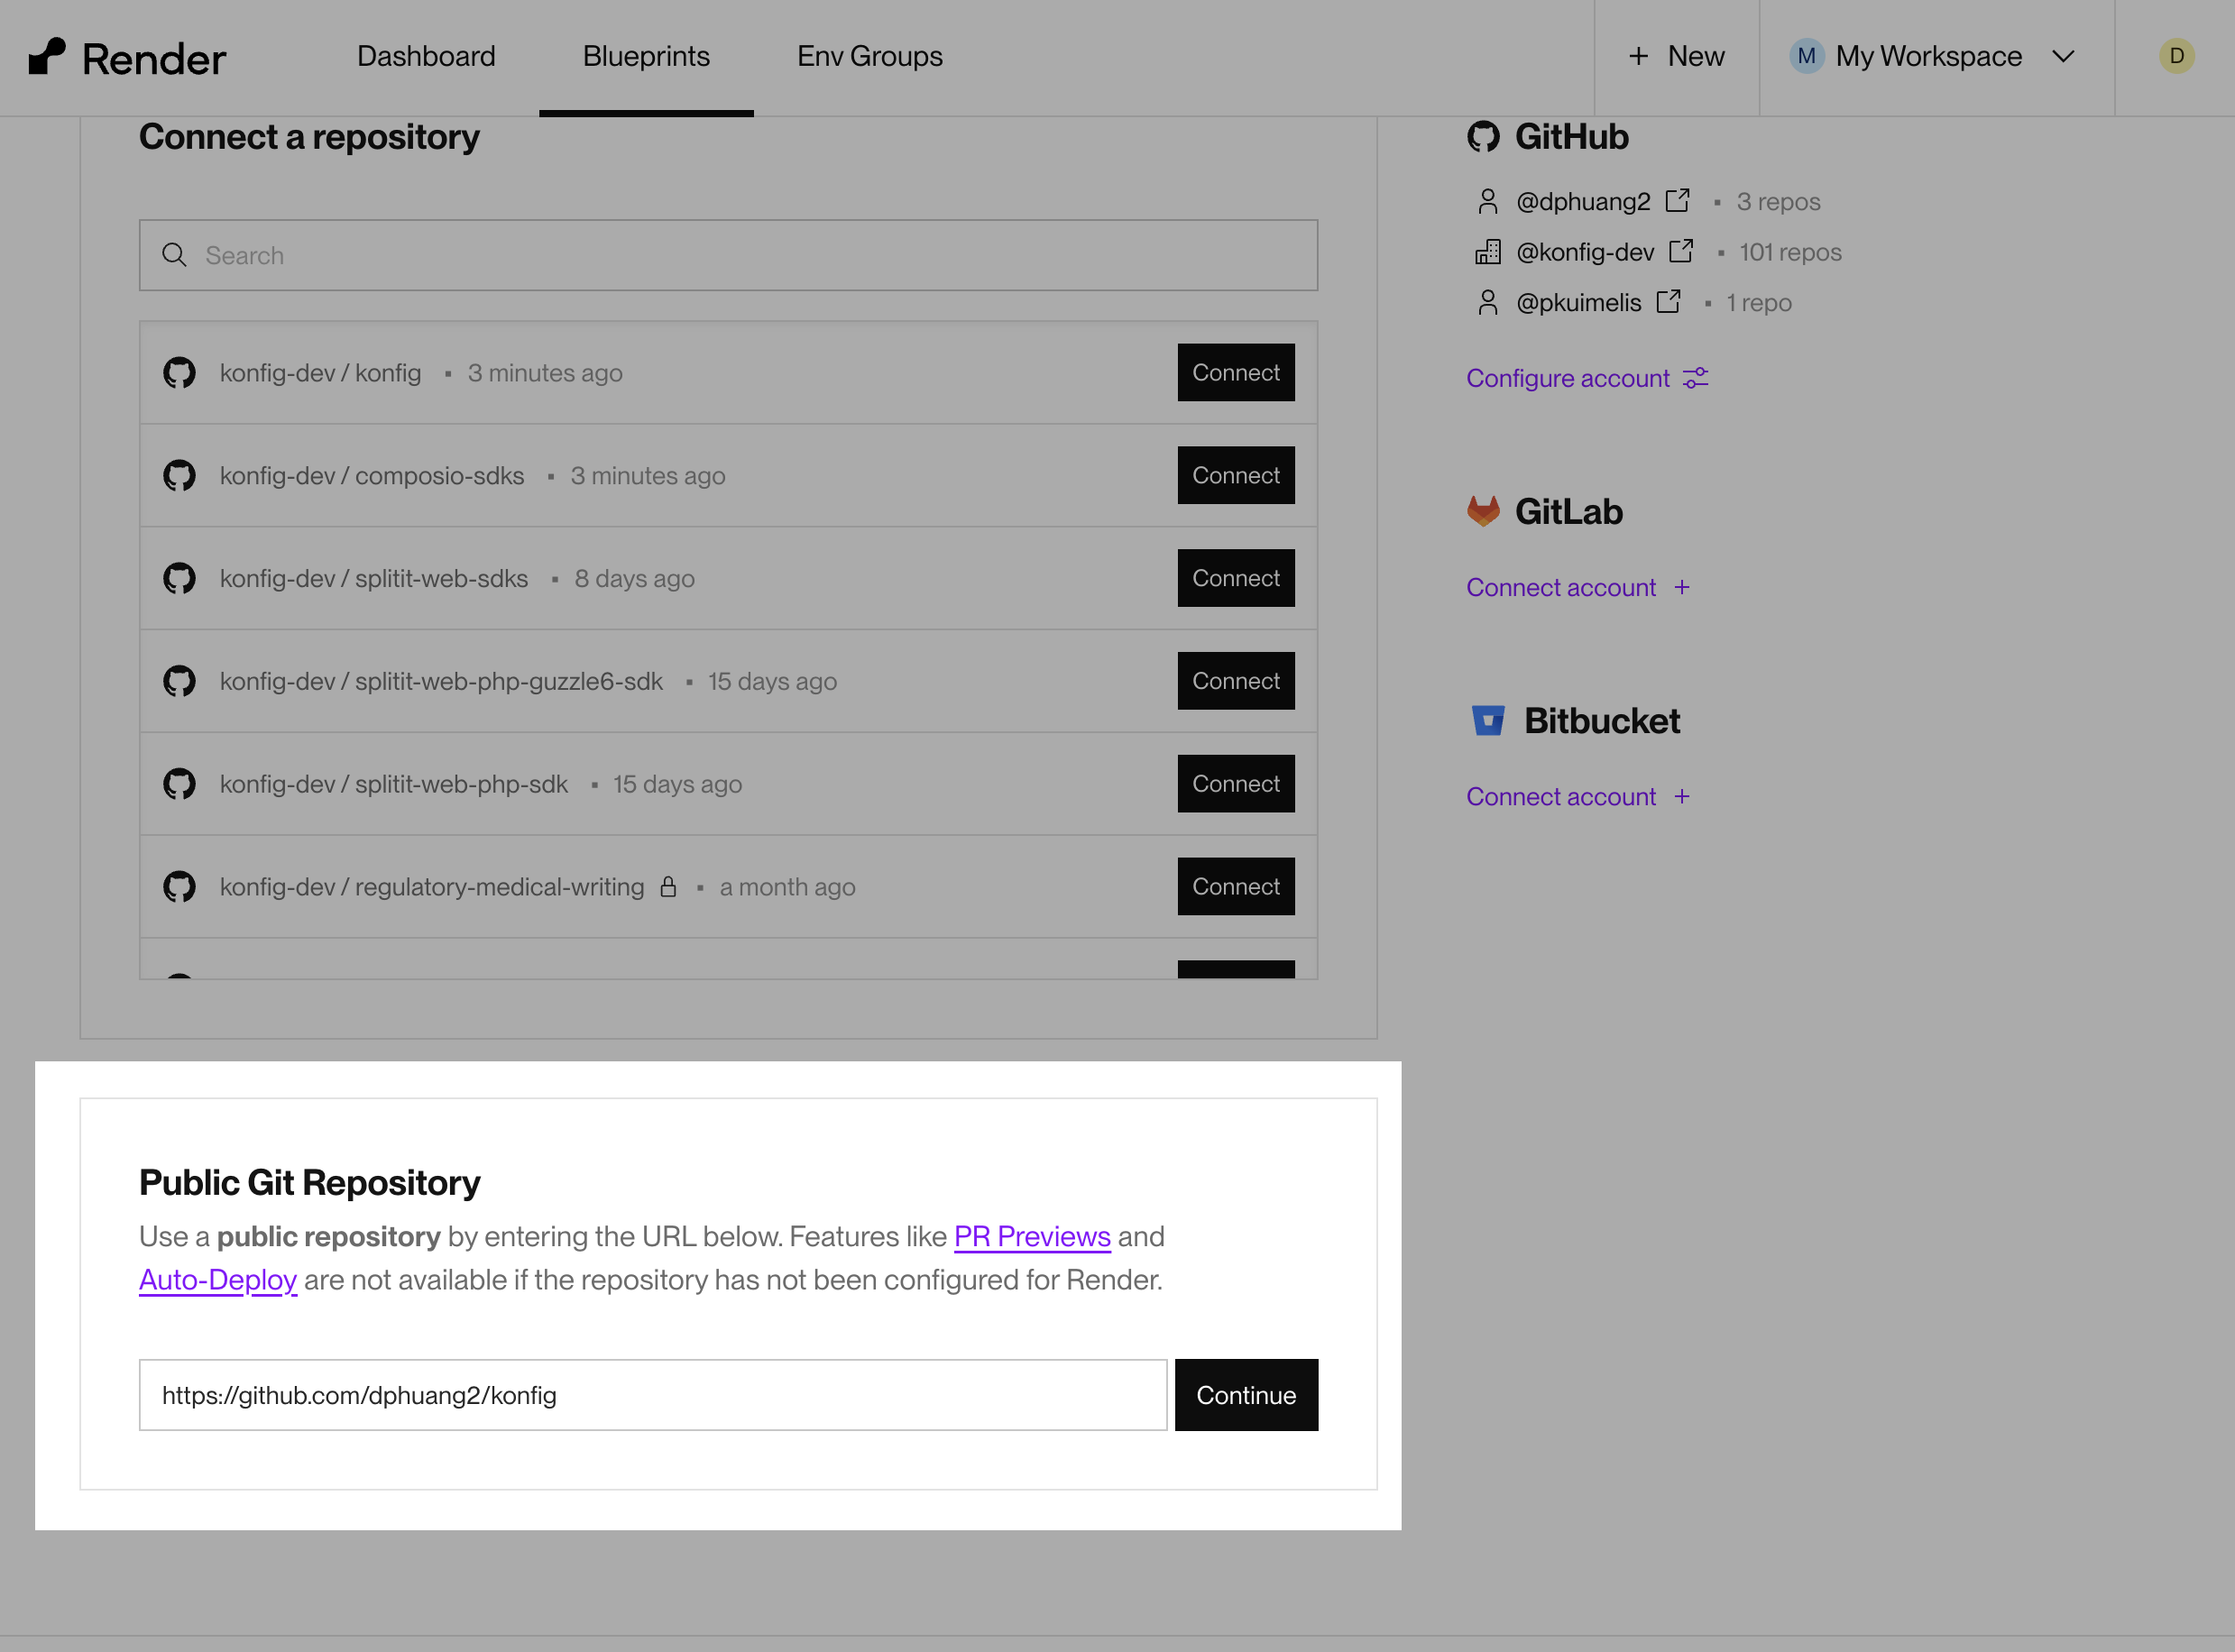 Render
Dashboard
Blueprints
Env Groups
+ New
M My Workspace
D
Connect a repository
Search
konfig-dev / konfig ▪ 3 minutes ago
Connect
konfig-dev / composio-sdks ▪ 3 minutes ago
Connect
konfig-dev / splitit-web-sdks ▪ 8 days ago
Connect
konfig-dev / splitit-web-php-guzzle6-sdk ▪ 15 days ago
Connect
konfig-dev / splitit-web-php-sdk ▪ 15 days ago
Connect
konfig-dev / regulatory-medical-writing ▪ a month ago
Connect
GitHub
@dphuang2 ▪ 3 repos
@konfig-dev ▪ 101 repos
@pkuimelis ▪ 1 repo
Configure account
GitLab
Connect account +
Bitbucket
Connect account +
Public Git Repository
Use a public repository by entering the URL below. Features like PR Previews and
Auto-Deploy are not available if the repository has not been configured for Render.
https://github.com/dphuang2/konfig
Continue